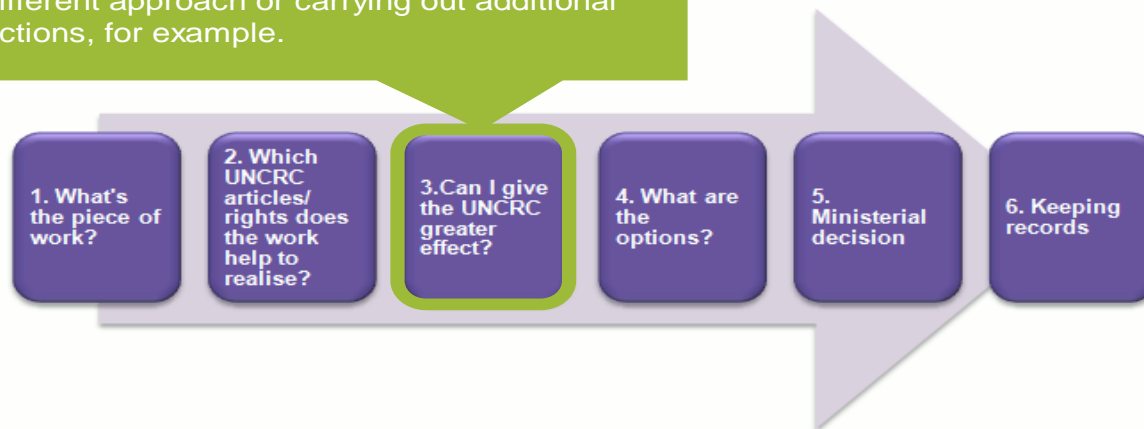 ifferent approach or carrying out additional
ctions, for example.
1. What's
the piece of
work?
2. Which
UNCRC
articles/
rights does
the work
help to
realise?
3.Can I give
the UNCRC
greater
effect?
4. What are
the
options?
5.
Ministerial
decision
6. Keeping
records